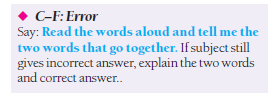 ◆ C–F: Error
Say: Read the words aloud and tell me the
two words that go together. If subject still
gives incorrect answer, explain the two words
and correct answer..